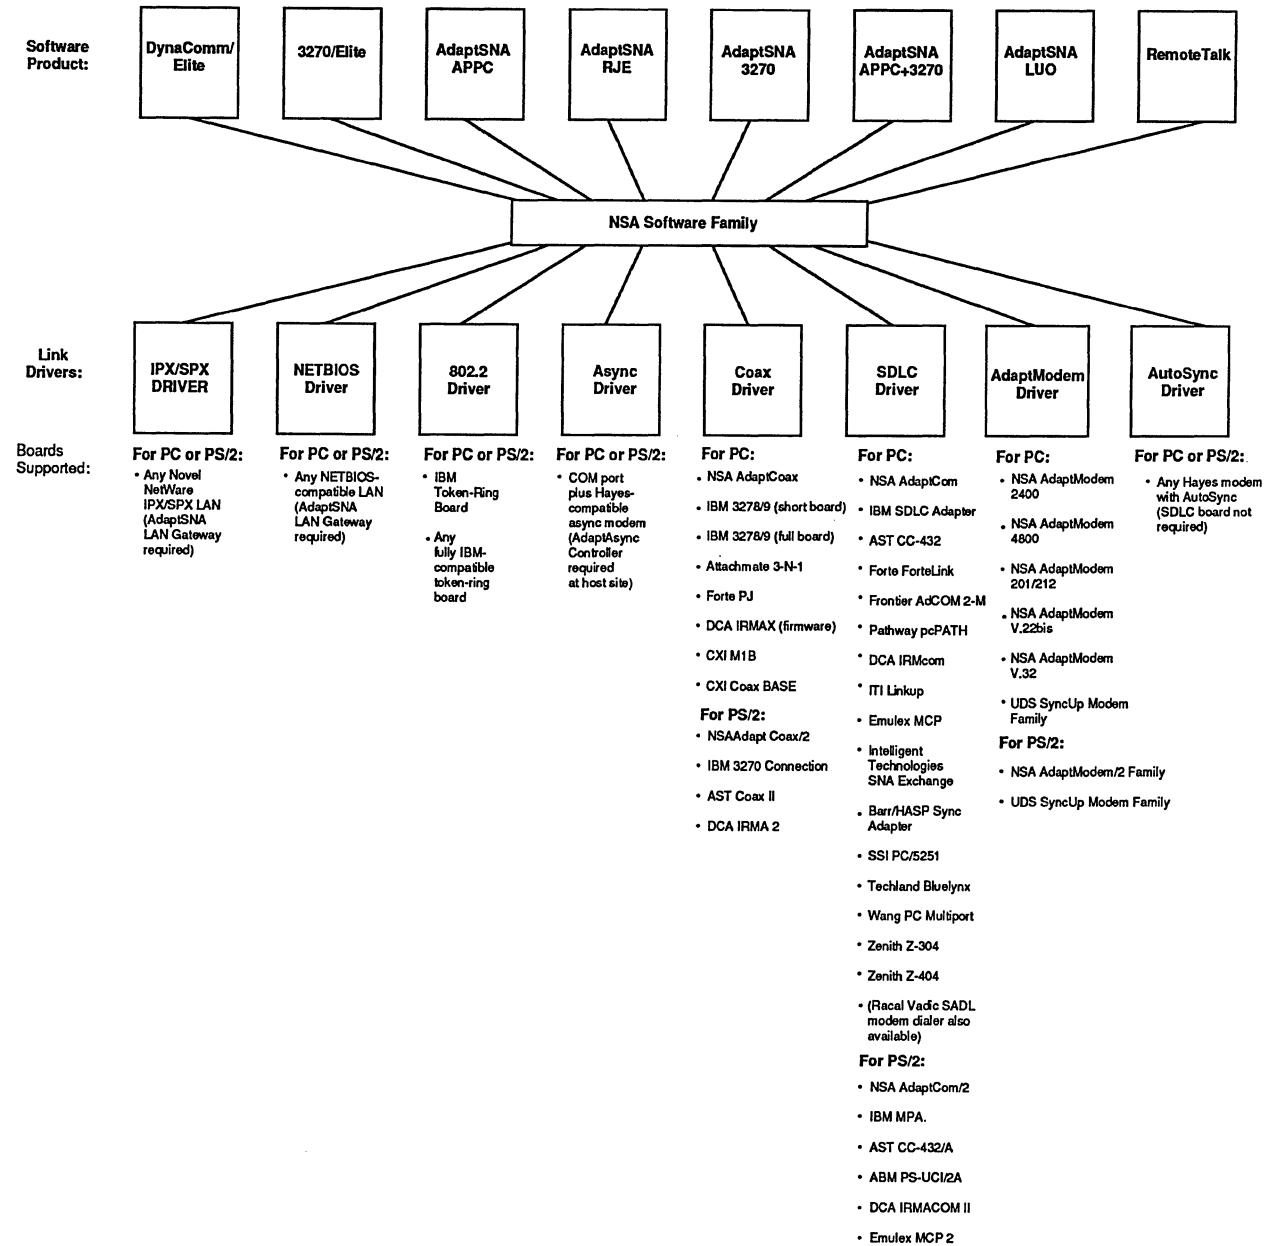 Software
Product:
DynaComm/
Elite
3270/Elite
AdaptSNA
APPC
AdaptSNA
RJE
AdaptSNA
3270
AdaptSNA
APPC+3270
AdaptSNA
LUO
RemoteTalk
NSA Software Family
Link
Drivers:
IPX/SPX
DRIVER
NETBIOS
Driver
802.2
Driver
Async
Driver
Coax
Driver
SDLC
Driver
AdaptModem
Driver
AutoSync
Driver
Boards
Supported:
For PC or PS/2:
• Any Novel
NetWare
IPX/SPX LAN
(AdaptSNA
LAN Gateway
required)
For PC or PS/2:
• Any NETBIOS-
compatible LAN
(AdaptSNA
LAN Gateway
required)
For PC or PS/2:
• IBM
Token-Ring
Board
• Any
fully IBM-
compatible
token-ring
board
For PC or PS/2:
• COM port
plus Hayes-
compatible
async modem
(AdaptAsync
Controller
required
at host site)
For PC:
• NSA AdaptCoax
• IBM 3278/9 (short board)
• IBM 3278/9 (full board)
• Attachmate 3-N-1
• Forte PJ
• DCA IRMAX (firmware)
• CXI M1B
• CXI Coax BASE
For PS/2:
• NSAAdapt Coax/2
• IBM 3270 Connection
• AST Coax II
• DCA IRMA 2
For PC:
• NSA AdaptCom
• IBM SDLC Adapter
• AST CC-432
• Forte ForteLink
• Frontier AdCOM 2-M
• Pathway pcPATH
• DCA IRMcom
• ITI Linkup
• Emulex MCP
• Intelligent
Technologies
SNA Exchange
• Barr/HASP Sync
Adapter
• SSI PC/5251
• Techland Bluelynx
• Wang PC Multiport
• Zenith Z-304
• Zenith Z-404
• (Racal Vadic SADL
modem dialer also
available)
For PS/2:
• NSA AdaptCom/2
• IBM MPA.
• AST CC-432/A
• ABM PS-UCI/2A
• DCA IRMACOM II
• Emulex MCP 2
For PC:
• NSA AdaptModem
2400
• NSA AdaptModem
4800
• NSA AdaptModem
201/212
• NSA AdaptModem
V.22bis
• NSA AdaptModem
V.32
• UDS SyncUp Modem
Family
For PS/2:
• NSA AdaptModem/2 Family
• UDS SyncUp Modem Family
For PC or PS/2:
• Any Hayes modem
with AutoSync
(SDLC board not
required)